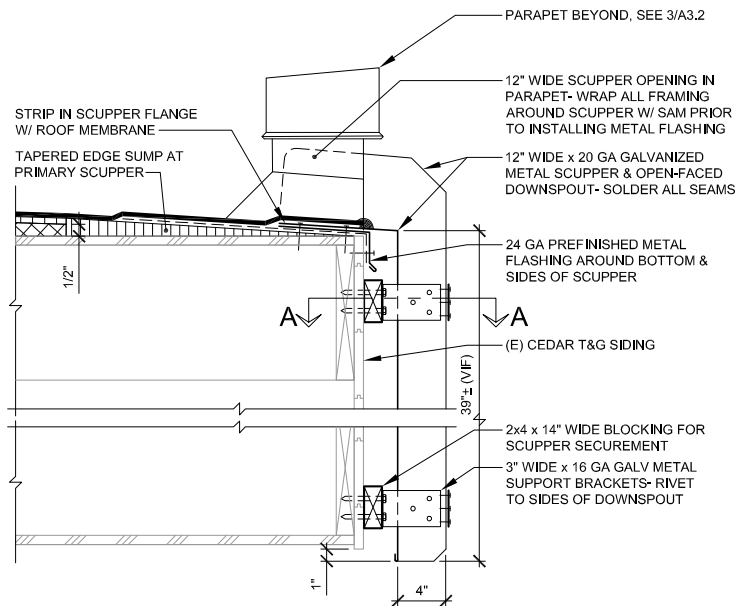 PARAPET BEYOND, SEE 3/A3.2
12" WIDE SCUPPER OPENING IN
PARAPET- WRAP ALL FRAMING
AROUND SCUPPER W/ SAM PRIOR
TO INSTALLING METAL FLASHING
STRIP IN SCUPPER FLANGE
W/ ROOF MEMBRANE
TAPERED EDGE SUMP AT
PRIMARY SCUPPER
12" WIDE x 20 GA GALVANIZED
METAL SCUPPER & OPEN-FACED
DOWNSPOUT- SOLDER ALL SEAMS
24 GA PREFINISHED METAL
FLASHING AROUND BOTTOM &
SIDES OF SCUPPER
1/2"
A
A
(E) CEDAR T&G SIDING
39"± (VIF)
2x4 x 14" WIDE BLOCKING FOR
SCUPPER SECUREMENT
3" WIDE x 16 GA GALV METAL
SUPPORT BRACKETS- RIVET
TO SIDES OF DOWNSPOUT
1"
4"